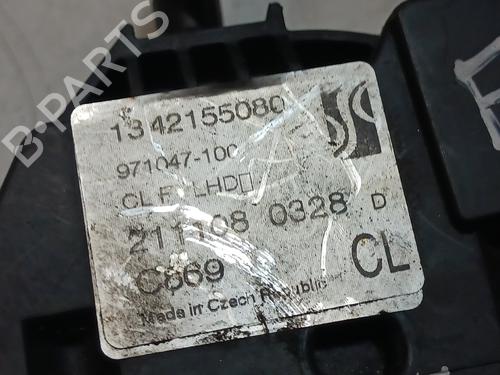 B-PARTS
1342155080
971047-100
CL F LHD
211108 0328 D
C869
CL
Made in Czech Republic